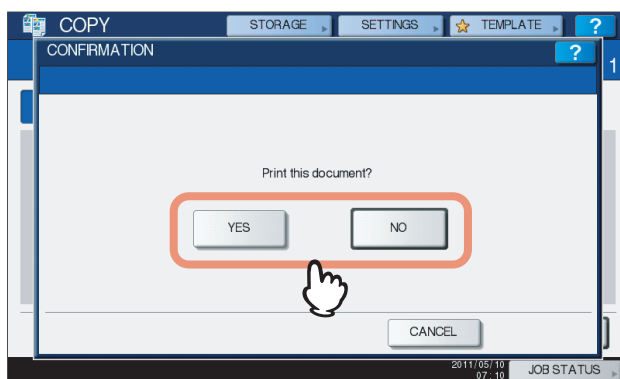 COPY STORAGE SETTINGS TEMPLATE ?
CONFIRMATION ?
1
Print this document?
YES NO
CANCEL
2011/05/10
07:10 JOB STATUS